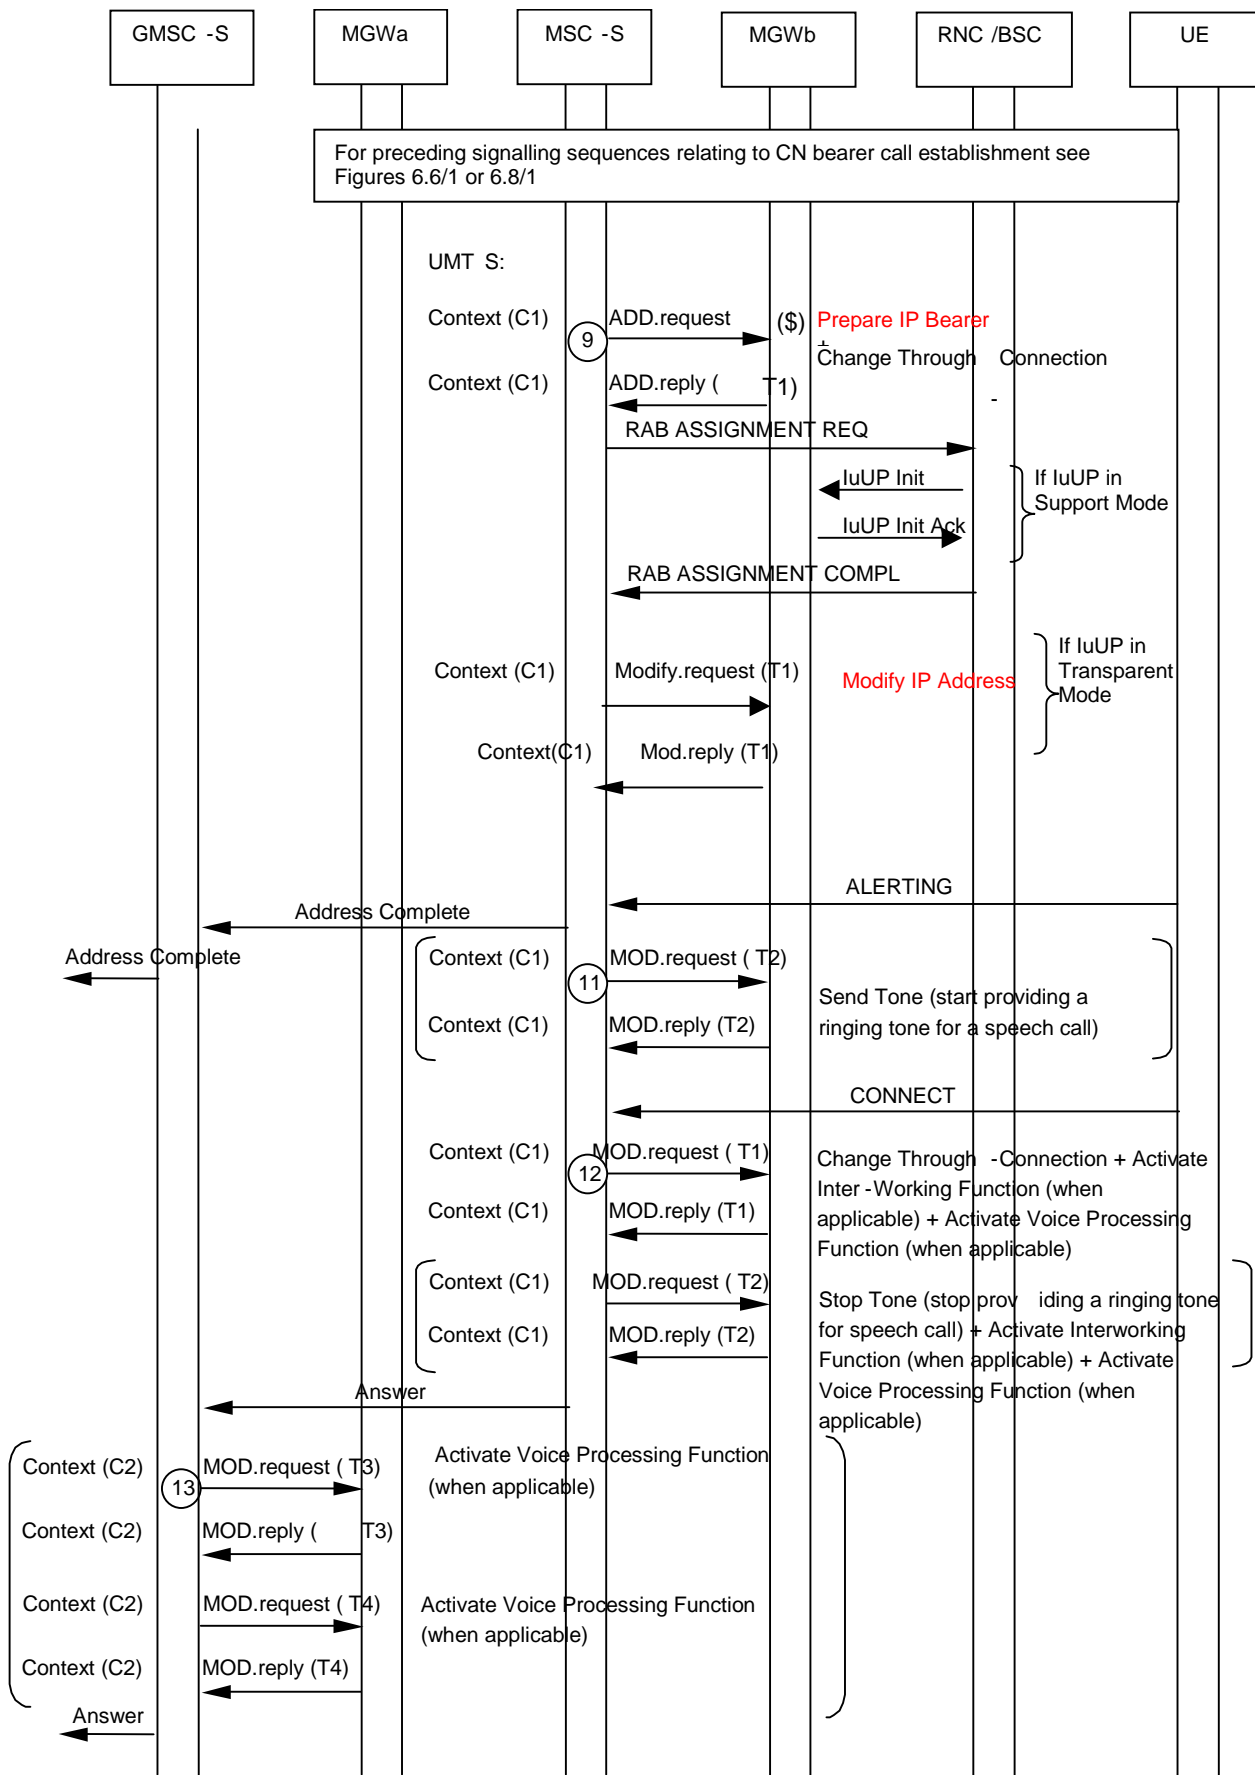 GMSC -S
MGWa
MSC -S
MGWb
RNC /BSC
UE
For preceding signalling sequences relating to CN bearer call establishment see
Figures 6.6/1 or 6.8/1
UMT S:
Context (C1)
9
ADD.request
($)
Prepare IP Bearer
+
Change Through Connection
-
Context (C1)
ADD.reply ( T1)
RAB ASSIGNMENT REQ
IuUP Init
If IuUP in
Support Mode
IuUP Init Ack
RAB ASSIGNMENT COMPL
Context (C1)
Modify.request (T1)
Modify IP Address
If IuUP in
Transparent
Mode
Context(C1)
Mod.reply (T1)
ALERTING
Address Complete
Address Complete
Context (C1)
11
MOD.request ( T2)
Send Tone (start providing a
ringing tone for a speech call)
Context (C1)
MOD.reply (T2)
CONNECT
Context (C1)
12
MOD.request ( T1)
Change Through -Connection + Activate
Inter -Working Function (when
applicable) + Activate Voice Processing
Function (when applicable)
Context (C1)
MOD.reply (T1)
Context (C1)
MOD.request ( T2)
Stop Tone (stop prov iding a ringing tone
for speech call) + Activate Interworking
Function (when applicable) + Activate
Voice Processing Function (when
applicable)
Context (C1)
MOD.reply (T2)
Answer
Context (C2)
13
MOD.request ( T3)
Activate Voice Processing Function
(when applicable)
Context (C2)
MOD.reply ( T3)
Context (C2)
MOD.request ( T4)
Activate Voice Processing Function
(when applicable)
Context (C2)
MOD.reply (T4)
Answer